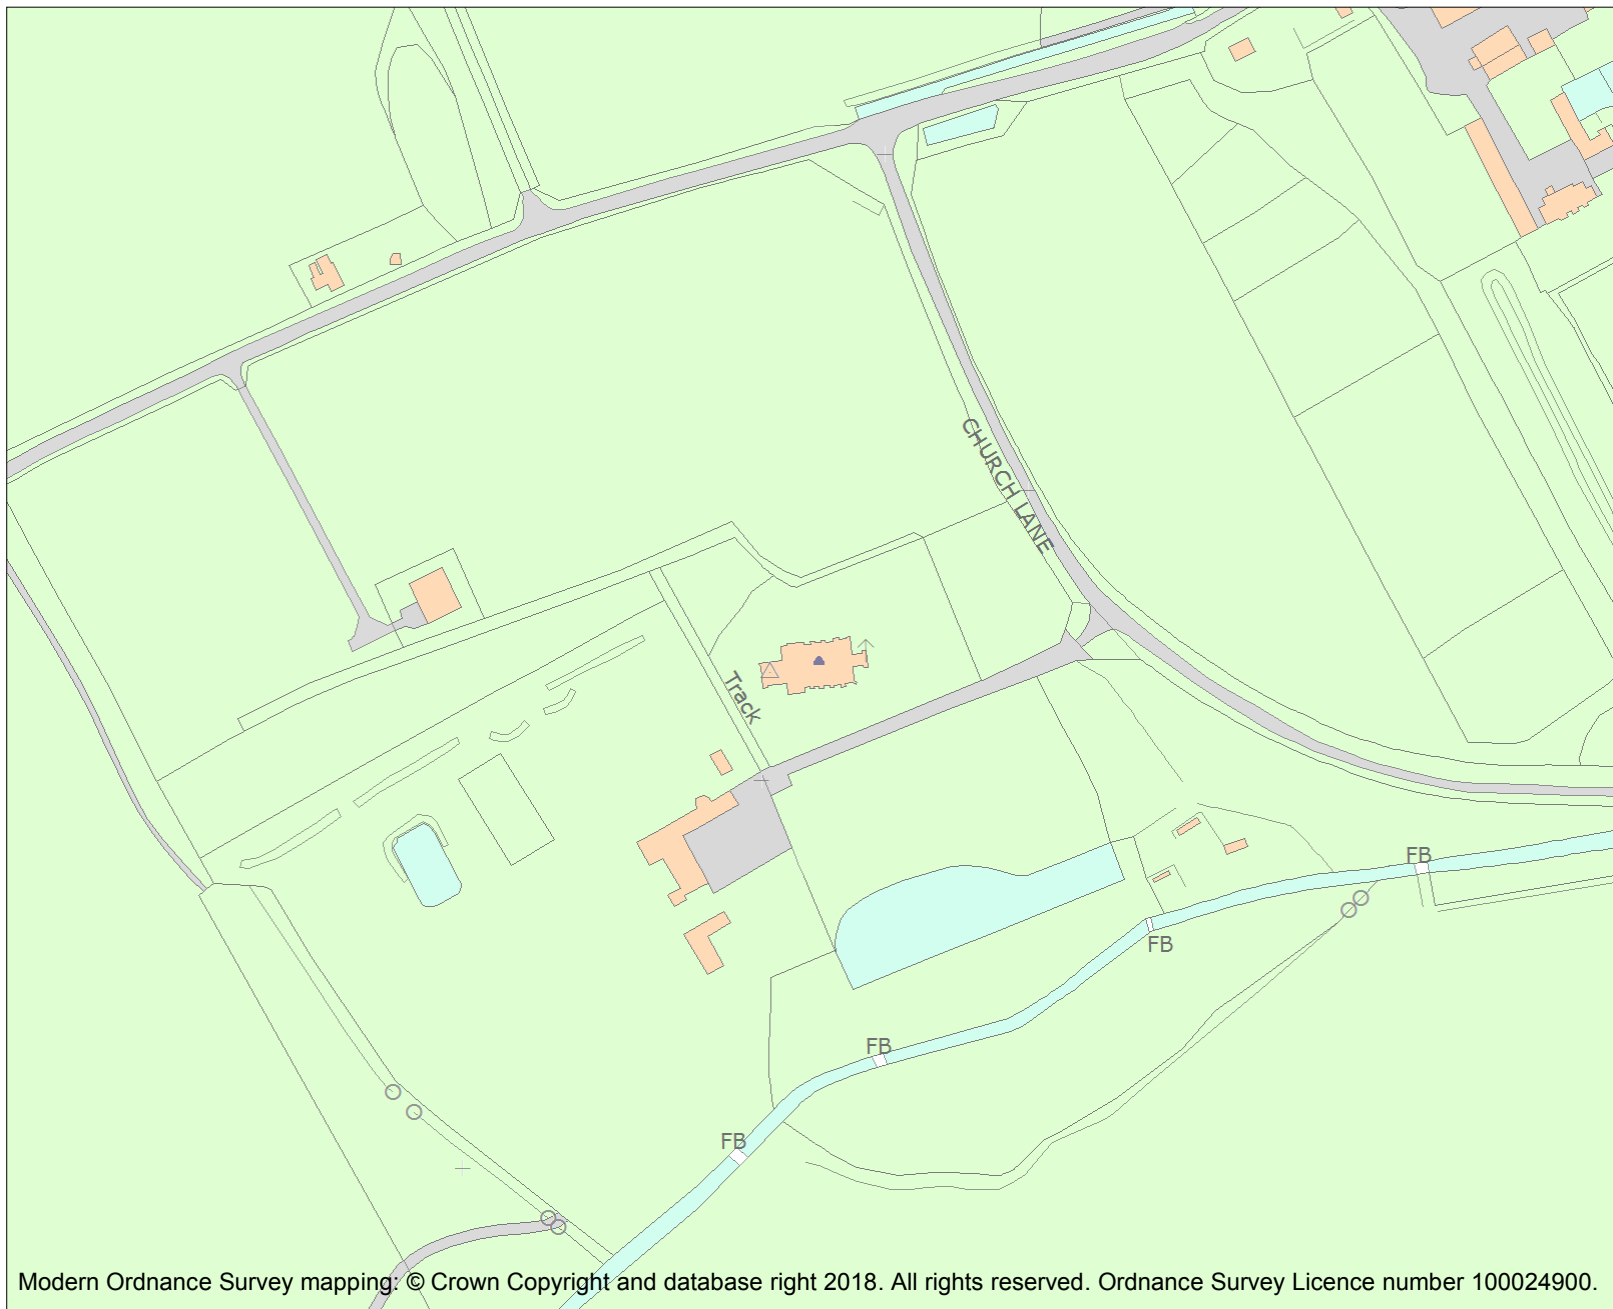 CHURCH LANE
Track
FB
FB
FB
FB
Modern Ordnance Survey mapping: © Crown Copyright and database right 2018. All rights reserved. Ordnance Survey Licence number 100024900.